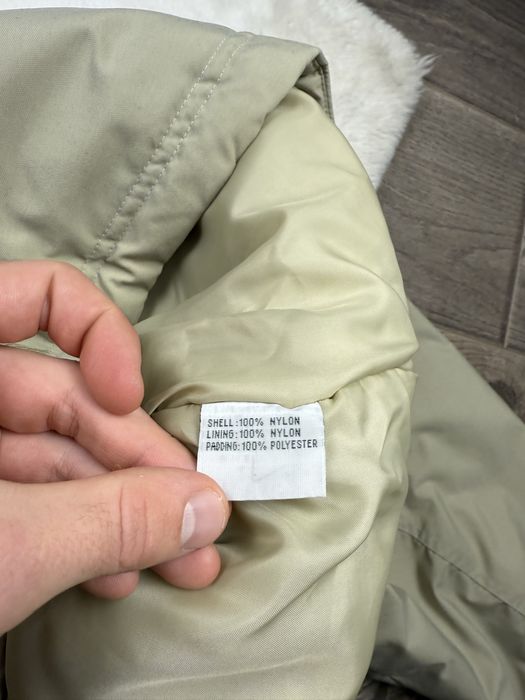 SHELL:100% NYLON
LINING:100% NYLON
PADDING:100% POLYESTER